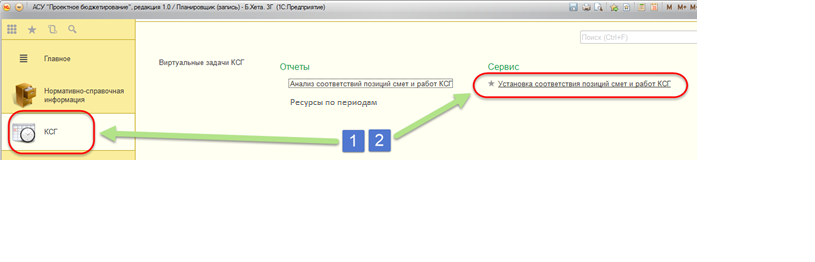 АСУ "Проектное бюджетирование", редакция 1.0 / Планировщик (запись) - Б.Хета. ЗГ (1С:Предприятие)
M M+ M-
Поиск (Ctrl+F)
Главное
Нормативно-справочная
информация
КСГ
Виртуальные задачи КСГ
Отчеты
Анализ соответствий позиций смет и работ КСГ
Ресурсы по периодам
Сервис
Установка соответствия позиций смет и работ КСГ
1 2